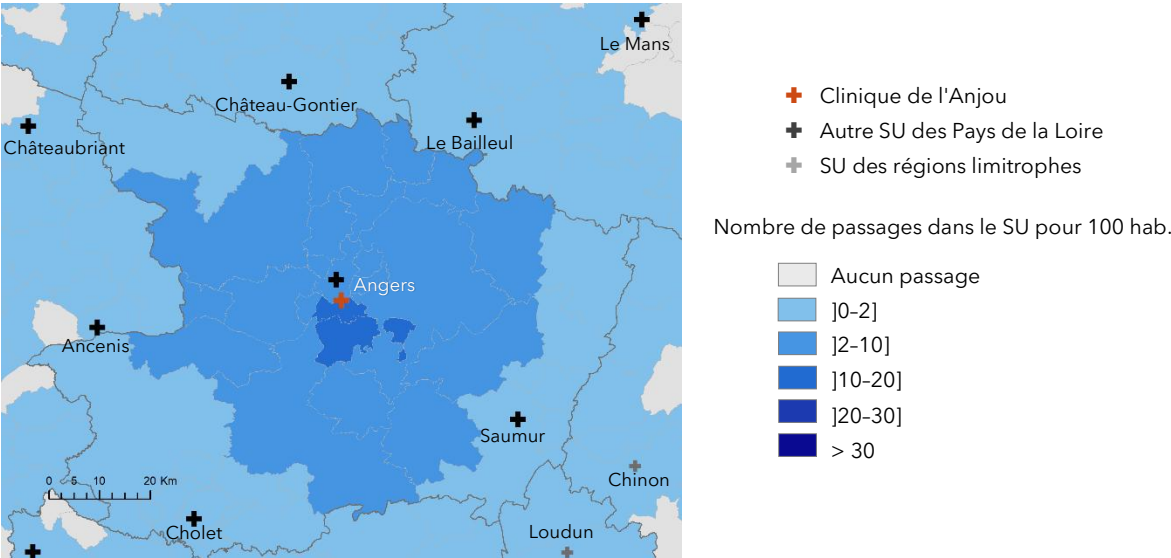 Le Mans
Château-Gontier
Le Bailleul
Châteaubriant
Angers
Ancenis
Saumur
0 5 10 20 Km
Chinon
Cholet
Loudun
Clinique de l'Anjou
Autre SU des Pays de la Loire
SU des régions limitrophes
Nombre de passages dans le SU pour 100 hab.
Aucun passage
]0–2]
]2–10]
]10–20]
]20–30]
> 30